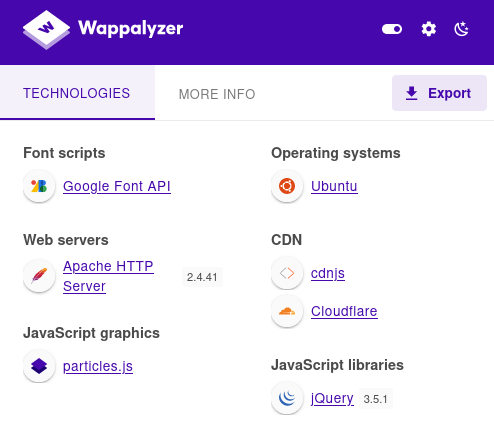 Wappalyzer
TECHNOLOGIES
MORE INFO
Export
Font scripts
Google Font API
Web servers
Apache HTTP
Server
2.4.41
JavaScript graphics
particles.js
Operating systems
Ubuntu
CDN
cdnjs
Cloudflare
JavaScript libraries
jQuery 3.5.1